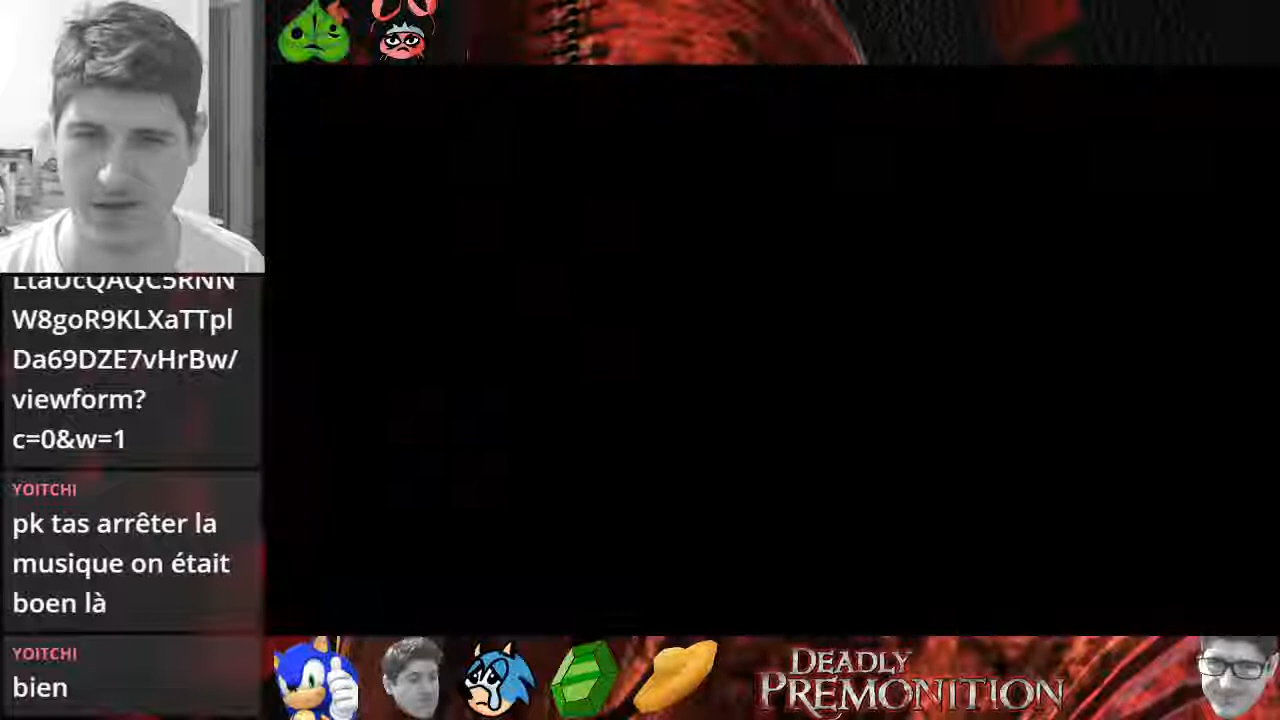 LtaUcQAQC5RNN
W8goR9KLXaTTpl
Da69DZE7vHrBw/
viewform?
c=0&w=1
YOITCHI
pk tas arrêter la
musique on était
boen là
YOITCHI
bien
DEADLY
PREMONITION